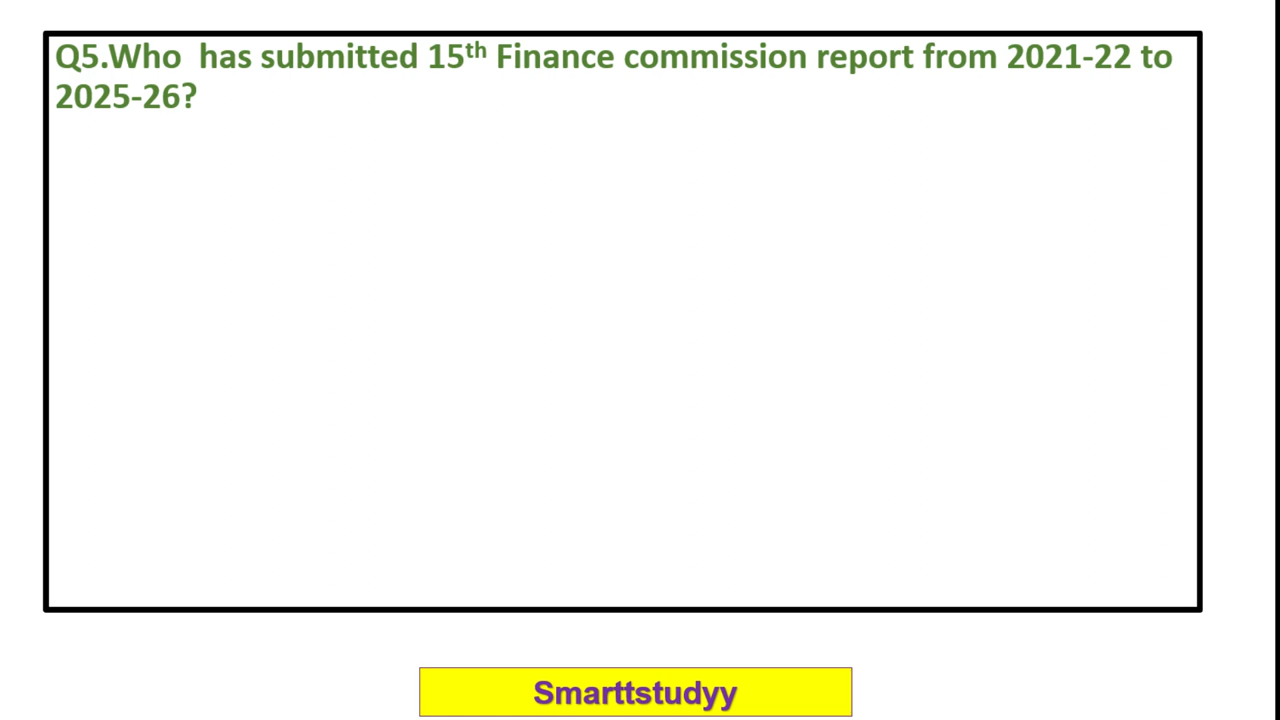 Q5.Who  has submitted 15th Finance commission report from 2021-22 to
2025-26?
Smarttstudyy